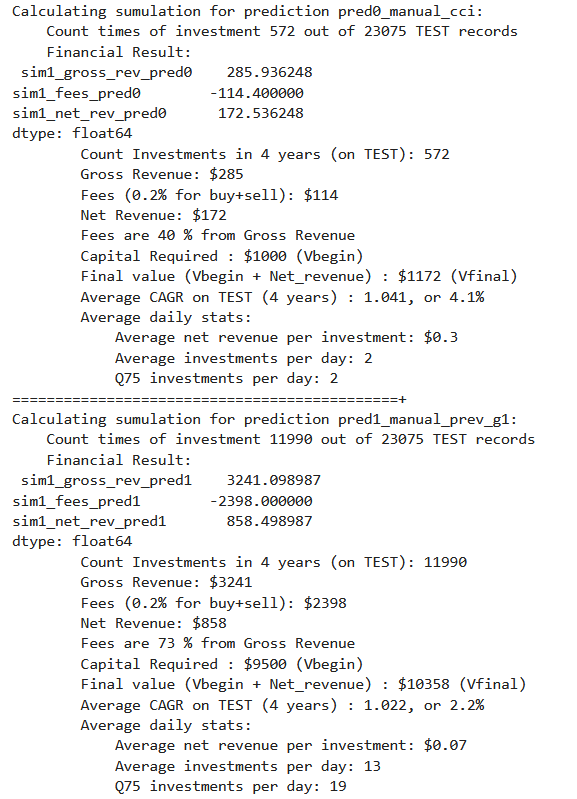 Calculating sumulation for prediction pred0_manual_cci:
    Count times of investment 572 out of 23075 TEST records
    Financial Result:
 sim1_gross_rev_pred0    285.936248
sim1_fees_pred0        -114.400000
sim1_net_rev_pred0      172.536248
dtype: float64
        Count Investments in 4 years (on TEST): 572
        Gross Revenue: $285
        Fees (0.2% for buy+sell): $114
        Net Revenue: $172
        Fees are 40 % from Gross Revenue
        Capital Required : $1000 (Vbegin)
        Final value (Vbegin + Net_revenue) : $1172 (Vfinal)
        Average CAGR on TEST (4 years) : 1.041, or 4.1%
        Average daily stats:
            Average net revenue per investment: $0.3
            Average investments per day: 2
            Q75 investments per day: 2
=============================================+
Calculating sumulation for prediction pred1_manual_prev_g1:
    Count times of investment 11990 out of 23075 TEST records
    Financial Result:
 sim1_gross_rev_pred1    3241.098987
sim1_fees_pred1        -2398.000000
sim1_net_rev_pred1       858.498987
dtype: float64
        Count Investments in 4 years (on TEST): 11990
        Gross Revenue: $3241
        Fees (0.2% for buy+sell): $2398
        Net Revenue: $858
        Fees are 73 % from Gross Revenue
        Capital Required : $9500 (Vbegin)
        Final value (Vbegin + Net_revenue) : $10358 (Vfinal)
        Average CAGR on TEST (4 years) : 1.022, or 2.2%
        Average daily stats:
            Average net revenue per investment: $0.07
            Average investments per day: 13
            Q75 investments per day: 19